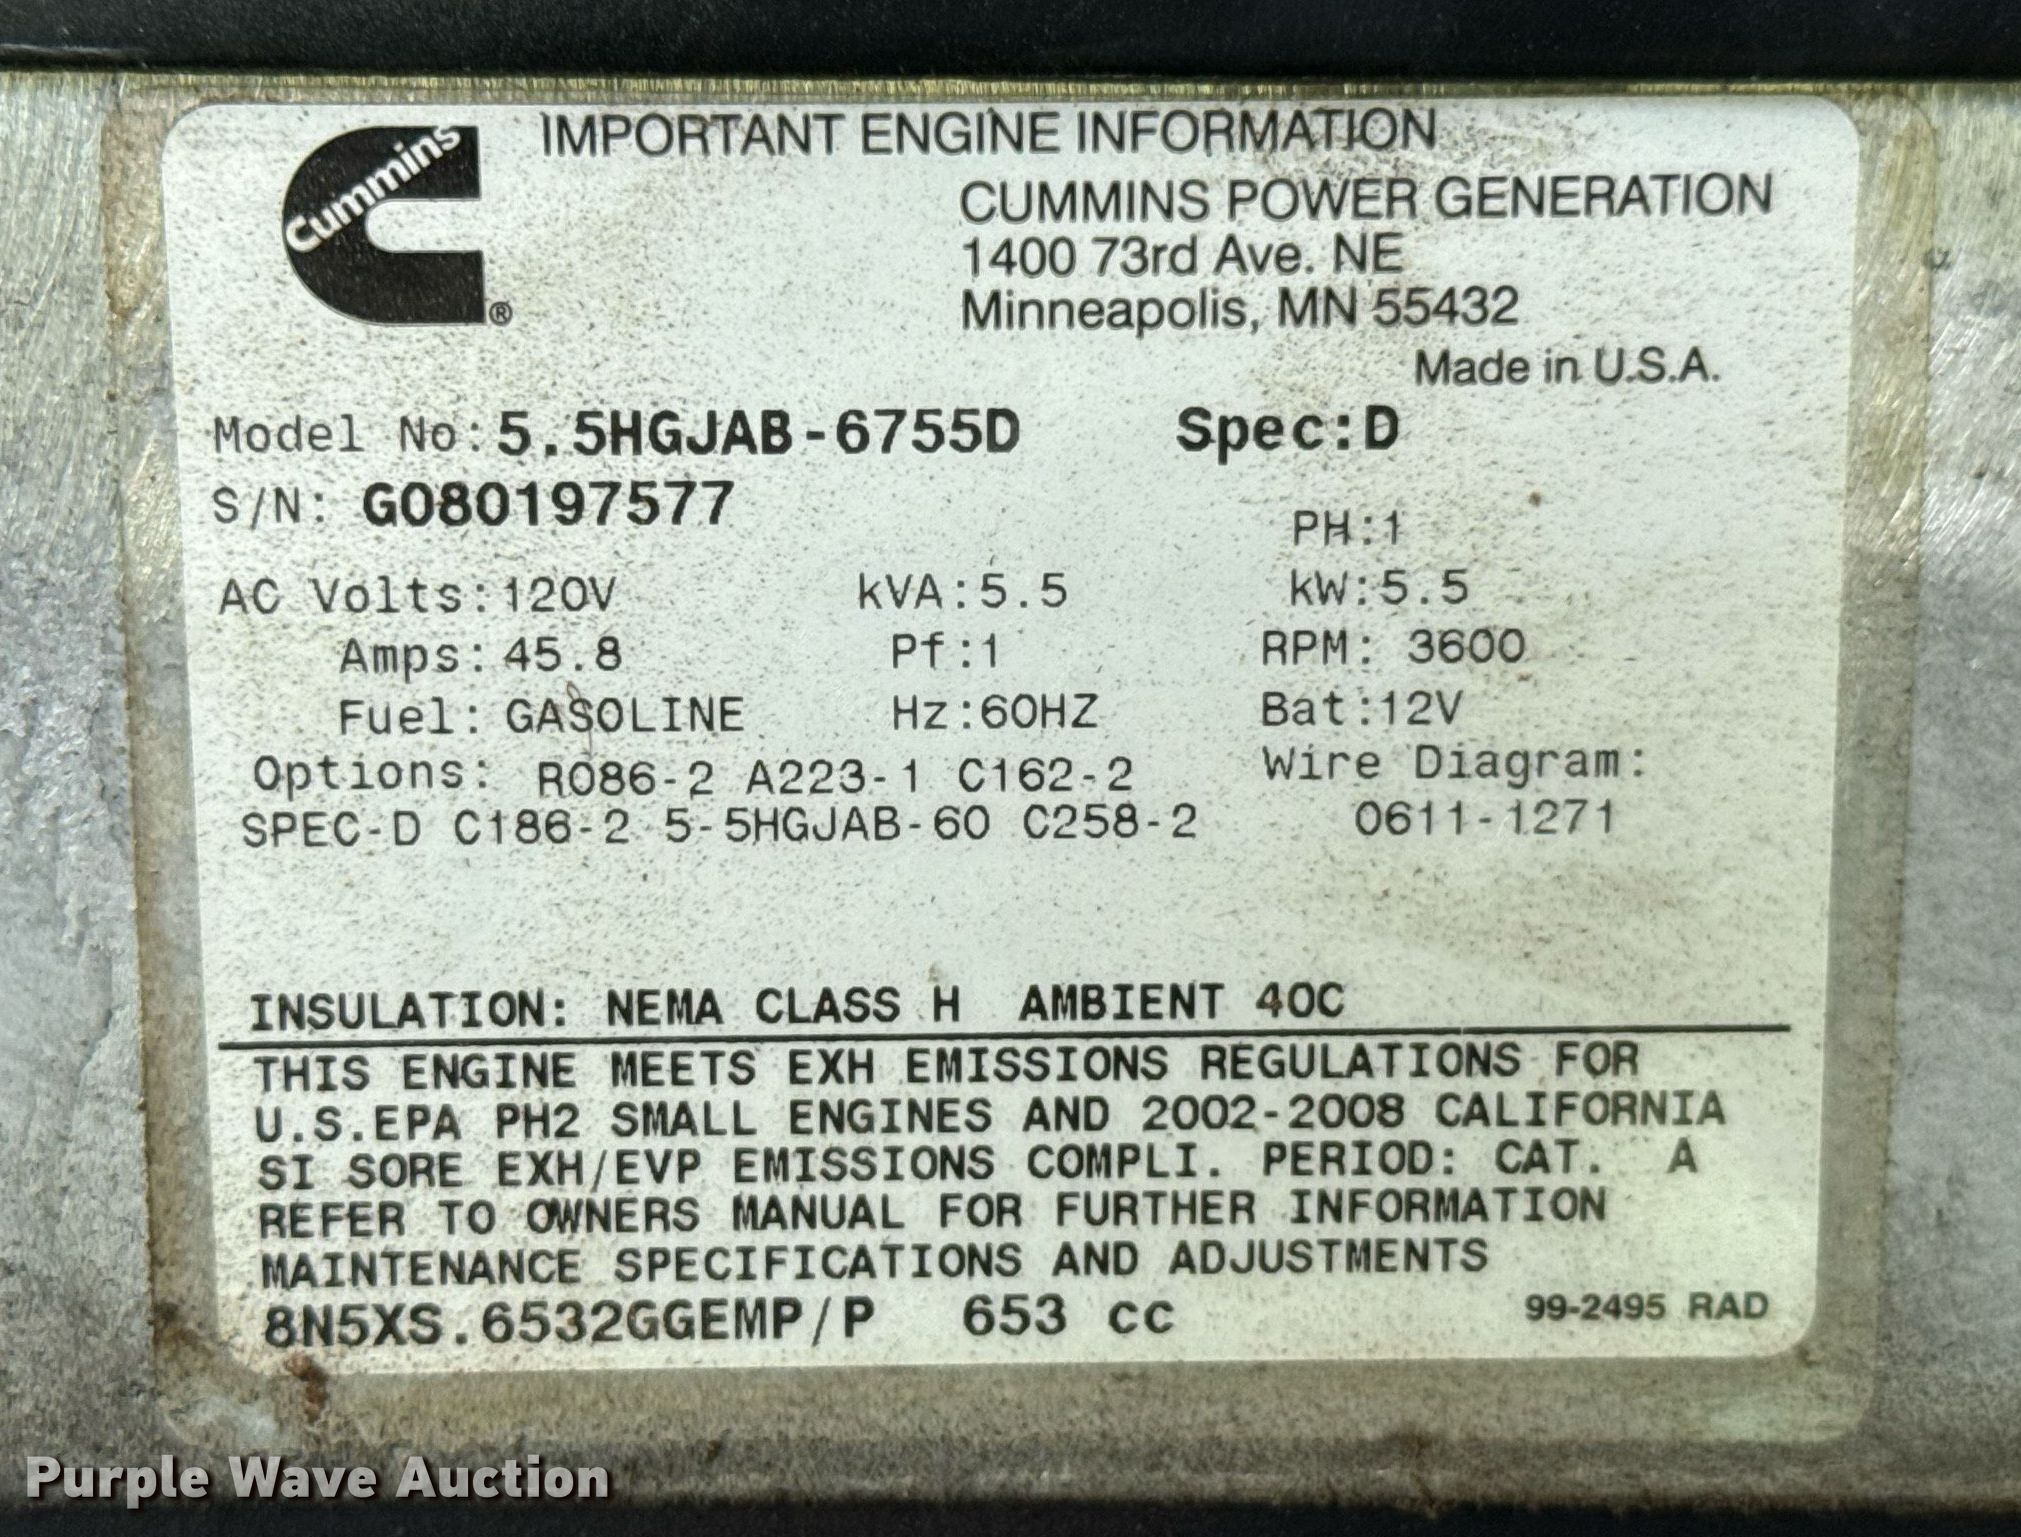 Cummins ®
IMPORTANT ENGINE INFORMATION
CUMMINS POWER GENERATION
1400 73rd Ave. NE
Minneapolis, MN 55432
Made in U.S.A.
Model No: 5.5HGJAB-6755D Spec:D
S/N: G080197577
PH:1
AC Volts:120V kVA:5.5 kW:5.5
Amps:45.8 Pf:1 RPM: 3600
Fuel: GASOLINE Hz:60HZ Bat:12V
Options: R086-2 A223-1 C162-2 Wire Diagram:
SPEC-D C186-2 5-5HGJAB-60 C258-2 0611-1271
INSULATION: NEMA CLASS H AMBIENT 40C
THIS ENGINE MEETS EXH EMISSIONS REGULATIONS FOR
U.S.EPA PH2 SMALL ENGINES AND 2002-2008 CALIFORNIA
SI SORE EXH/EVP EMISSIONS COMPLI. PERIOD: CAT. A
REFER TO OWNERS MANUAL FOR FURTHER INFORMATION
MAINTENANCE SPECIFICATIONS AND ADJUSTMENTS
8N5XS.6532GGEMP/P 653 cc 99-2495 RAD
Purple Wave Auction